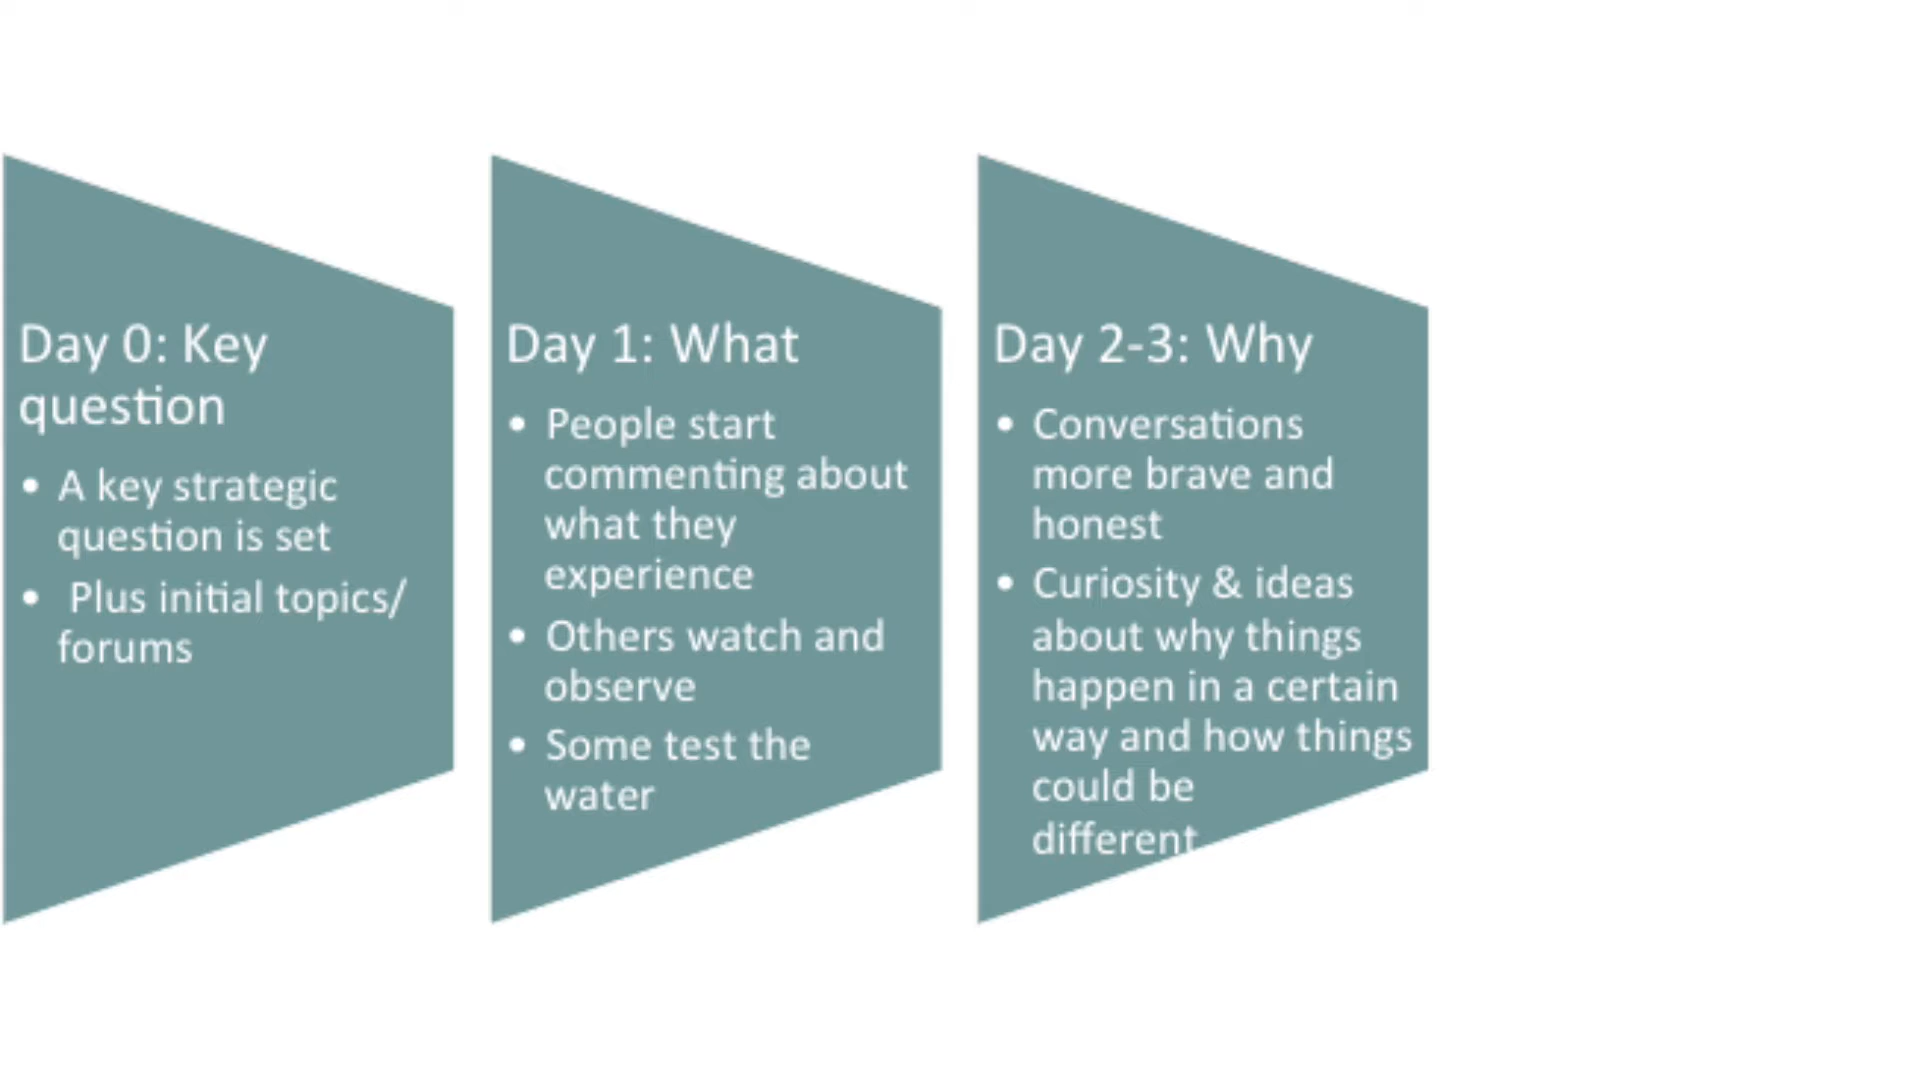 Day 0: Key
question
• A key strategic
question is set
• Plus initial topics/
forums
Day 1: What
• People start
commenting about
what they
experience
• Others watch and
observe
• Some test the
water
Day 2-3: Why
• Conversations
more brave and
honest
• Curiosity & ideas
about why things
happen in a certain
way and how things
could be
different